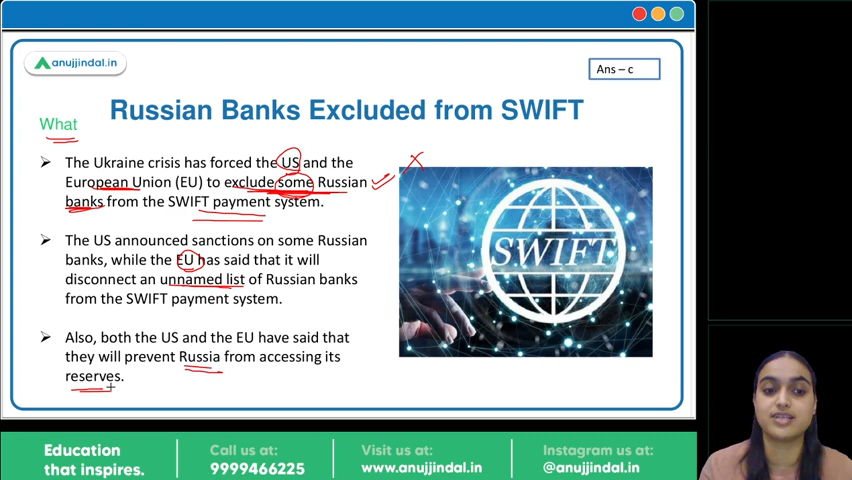 anujjindal.in
Ans – c
Russian Banks Excluded from SWIFT
What
The Ukraine crisis has forced the US and the
European Union (EU) to exclude some Russian
banks from the SWIFT payment system.
SWIFT
The US announced sanctions on some Russian
banks, while the EU has said that it will
disconnect an unnamed list of Russian banks
from the SWIFT payment system.
Also, both the US and the EU have said that
they will prevent Russia from accessing its
reserves.
Education
that inspires.
Call us at:
9999466225
Visit us at:
www.anujjindal.in
Instagram us at:
@anujjindal.in